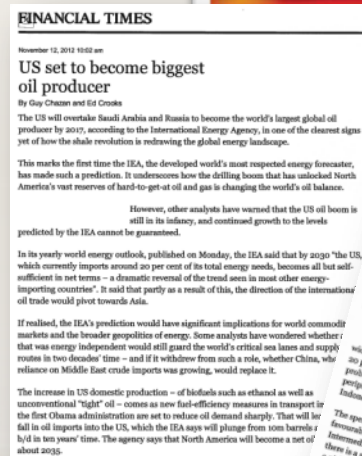 FINANCIAL TIMES
November 12, 2012 10:02 am
US set to become biggest
oil producer
By Guy Chazan and Ed Crooks
The US will overtake Saudi Arabia and Russia to become the world's largest global oil
producer by 2017, according to the International Energy Agency, in one of the clearest signs
yet of how the shale revolution is redrawing the global energy landscape.
This marks the first time the IEA, the developed world's most respected energy forecaster,
has made such a prediction. It underscores how the drilling boom that has unlocked North
America's vast reserves of hard-to-get-at oil and gas is changing the world's oil balance.
However, other analysts have warned that the US oil boom is
still in its infancy, and continued growth to the levels
predicted by the IEA cannot be guaranteed.
In its yearly world energy outlook, published on Monday, the IEA said that by 2030 "the US,
which currently imports around 20 per cent of its total energy needs, becomes all but self-
sufficient in net terms – a dramatic reversal of the trend seen in most other energy-
importing countries". It said that partly as a result of this, the direction of the international
oil trade would pivot towards Asia.
If realised, the IEA's prediction would have significant implications for world commodit
markets and the broader geopolitics of energy. Some analysts have wondered whether
that was energy independent would still guard the world's critical sea lanes and supply
routes in two decades' time – and if it withdrew from such a role, whether China,
reliance on Middle East crude imports was growing, would replace it.
The increase in US domestic production – of biofuels such as ethanol as well as
unconventional "tight" oil – comes as new fuel-efficiency measures in transport
the first Obama administration are set to reduce oil demand sharply. That will
fall in oil imports into the US, which the IEA says will plunge from 10m barrels
b/d in ten years' time. The agency says that North America will become a net oil
about 2035.
20
Indon
The spe
favourab
Intermed
there is a